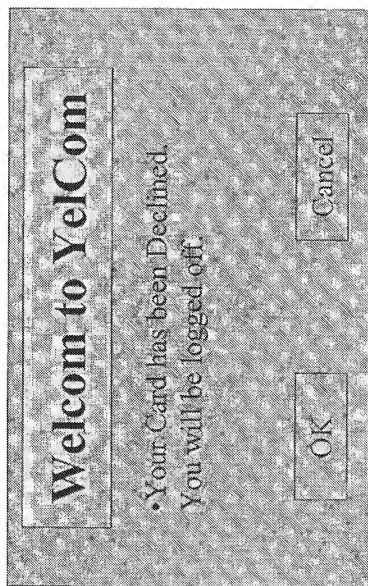 Welcom to YelCom
•Your Card has been Declined.
You will be logged off.
OK
Cancel